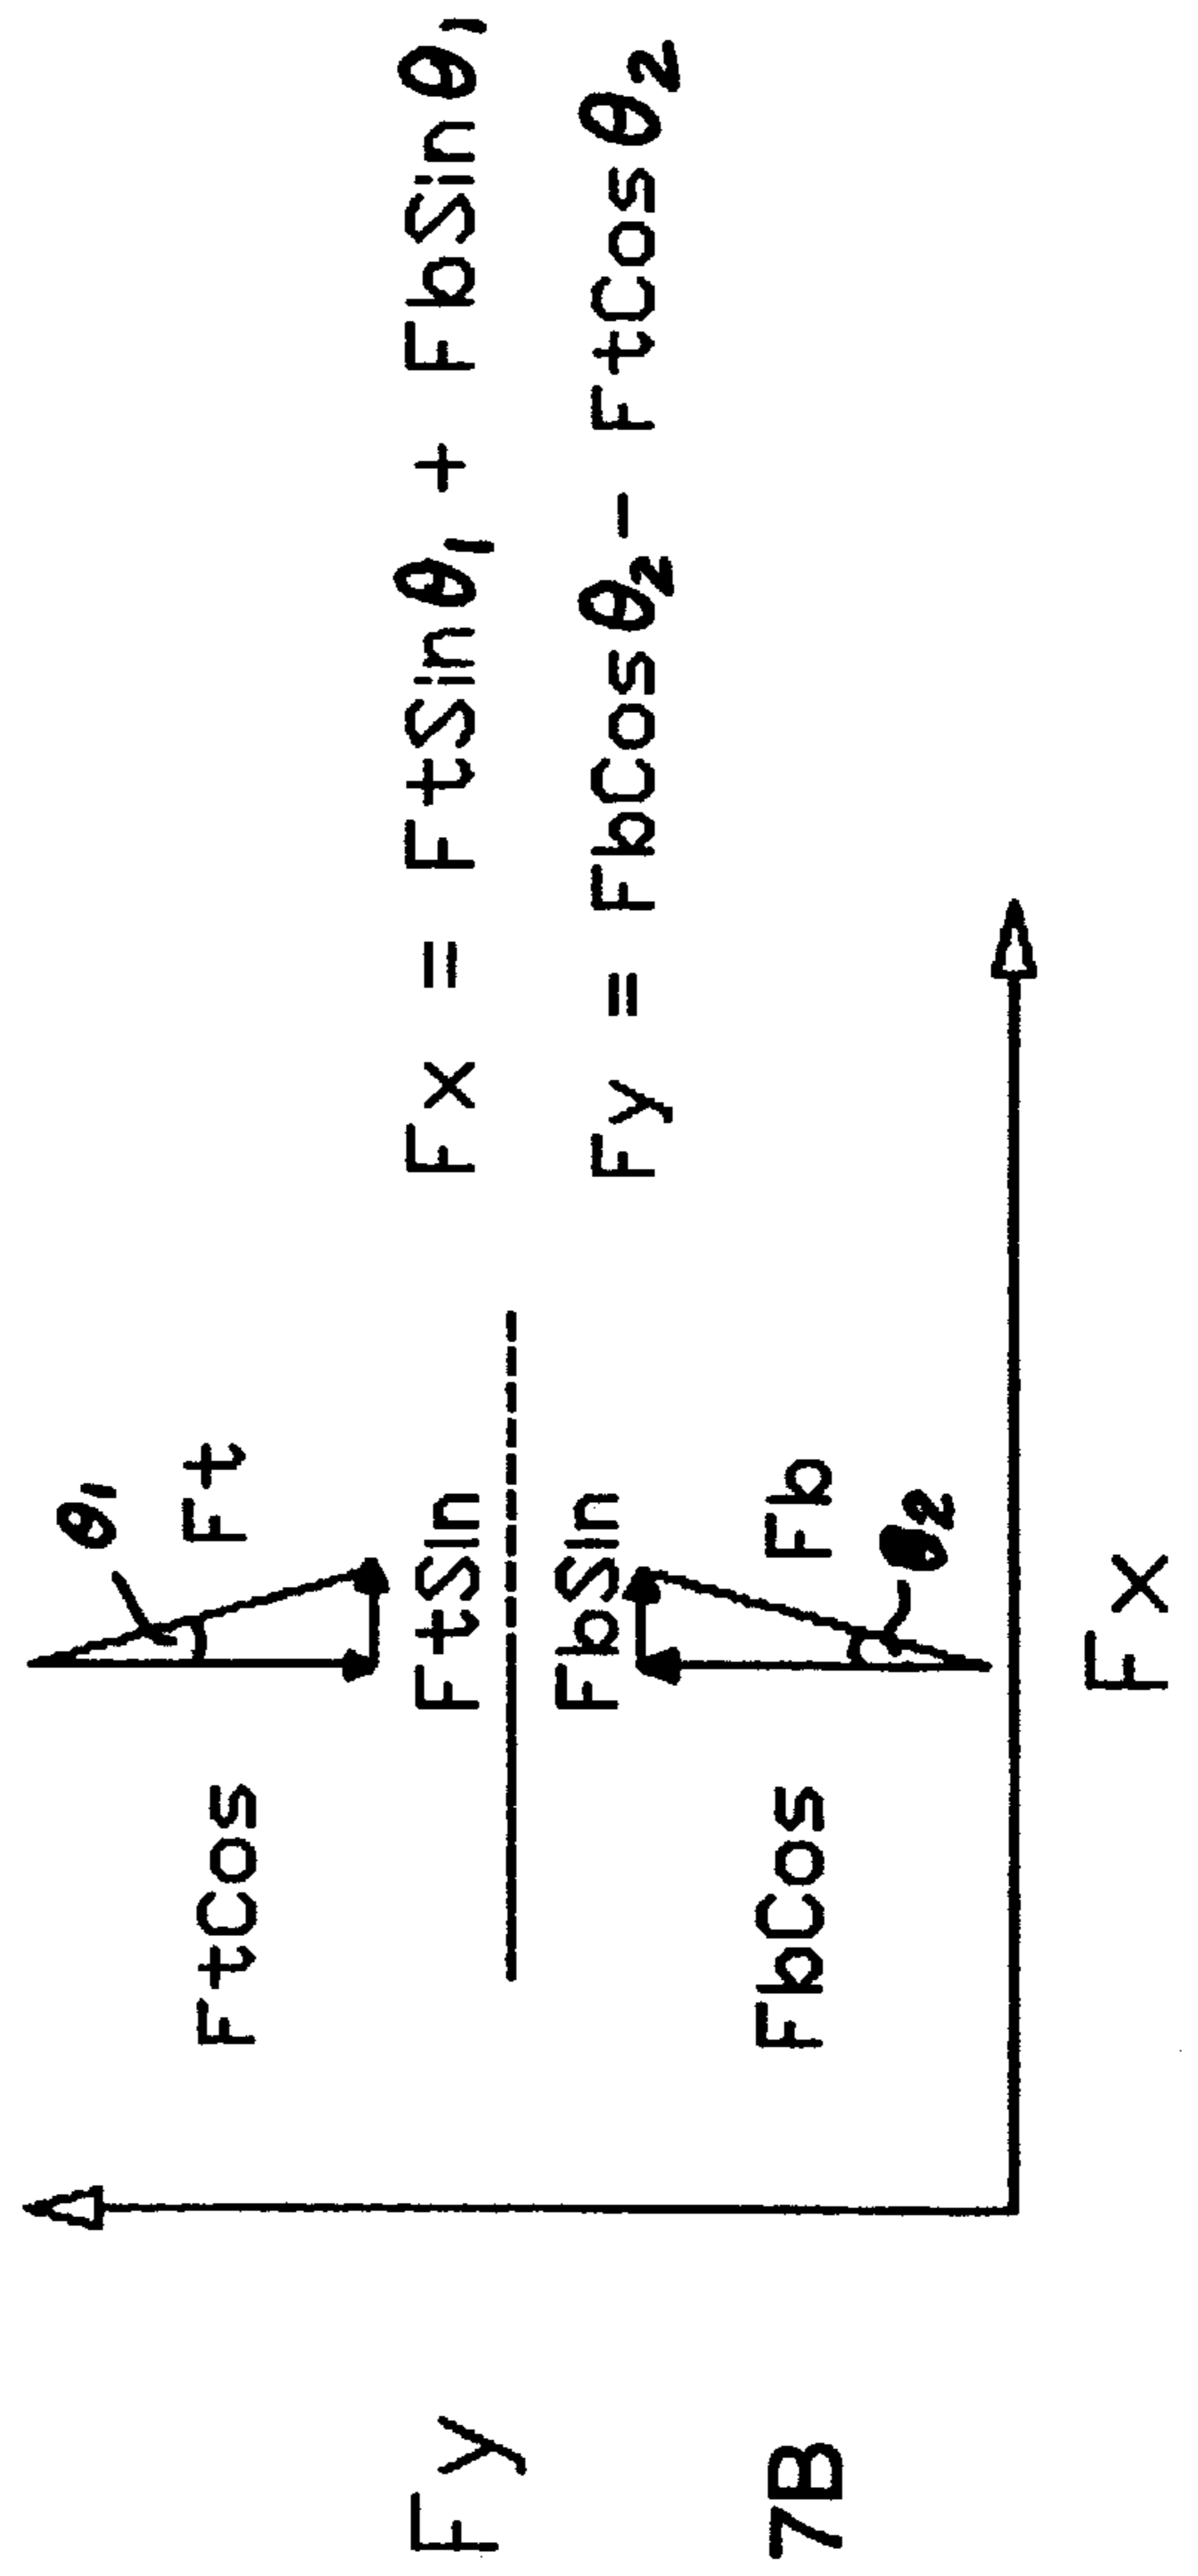 θ1
Ft
FtCos
FtSin
Fx = FtSinθ1 + FbSinθ1
FbSin
Fy = FbCosθ2 - FtCosθ2
Fy
FbCos
Fb
θ2
7B
Fx